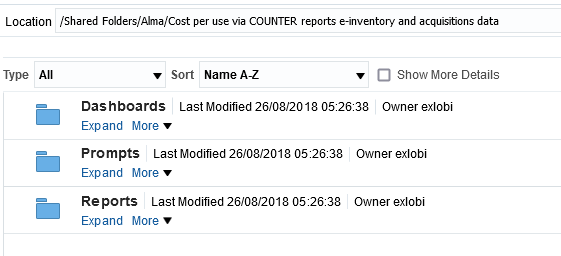 Location /Shared Folders/Alma/Cost per use via COUNTER reports e-inventory and acquisitions data
Type All Sort Name A-Z Show More Details
Dashboards Last Modified 26/08/2018 05:26:38 Owner exlobi
Expand More
Prompts Last Modified 26/08/2018 05:26:38 Owner exlobi
Expand More
Reports Last Modified 26/08/2018 05:26:38 Owner exlobi
Expand More